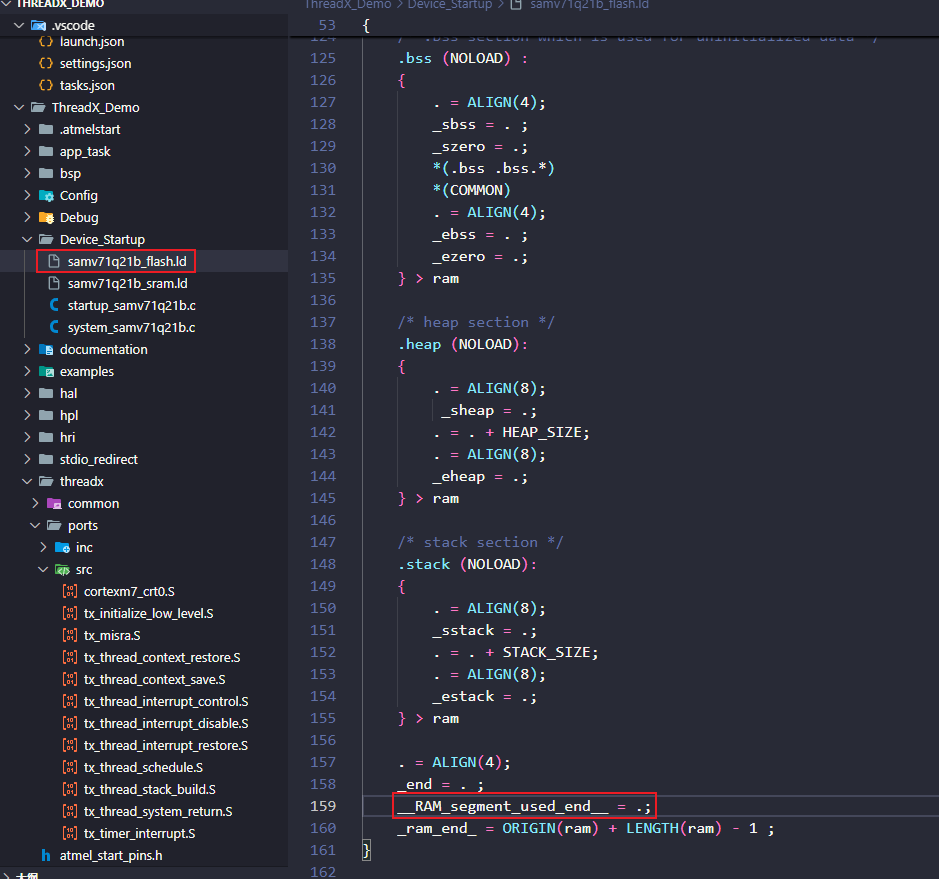 THREADX_DEMO
.vscode
launch.json
settings.json
tasks.json
ThreadX_Demo
.atmelstart
app_task
bsp
Config
Debug
Device_Startup
samv71q21b_flash.ld
samv71q21b_sram.ld
startup_samv71q21b.c
system_samv71q21b.c
documentation
examples
hal
hpl
hri
stdio_redirect
threadx
common
ports
inc
src
cortexm7_crt0.S
tx_initialize_low_level.S
tx_misra.S
tx_thread_context_restore.S
tx_thread_context_save.S
tx_thread_interrupt_control.S
tx_thread_interrupt_disable.S
tx_thread_interrupt_restore.S
tx_thread_schedule.S
tx_thread_stack_build.S
tx_thread_system_return.S
tx_timer_interrupt.S
atmel_start_pins.h
大纲
ThreadX_Demo > Device_Startup > samv71q21b_flash.ld
53 {
124 /* .bss section which is used for uninitialized data */
125 .bss (NOLOAD) :
126 {
127 . = ALIGN(4);
128 _sbss = . ;
129 _szero = .;
130 *(.bss .bss.*)
131 *(COMMON)
132 . = ALIGN(4);
133 _ebss = . ;
134 _ezero = .;
135 } > ram
136
137 /* heap section */
138 .heap (NOLOAD):
139 {
140 . = ALIGN(8);
141 _sheap = .;
142 . = . + HEAP_SIZE;
143 . = ALIGN(8);
144 _eheap = .;
145 } > ram
146
147 /* stack section */
148 .stack (NOLOAD):
149 {
150 . = ALIGN(8);
151 _sstack = .;
152 . = . + STACK_SIZE;
153 . = ALIGN(8);
154 _estack = .;
155 } > ram
156
157 . = ALIGN(4);
158 _end = . ;
159 __RAM_segment_used_end__ = .;
160 _ram_end_ = ORIGIN(ram) + LENGTH(ram) - 1 ;
161 }
162